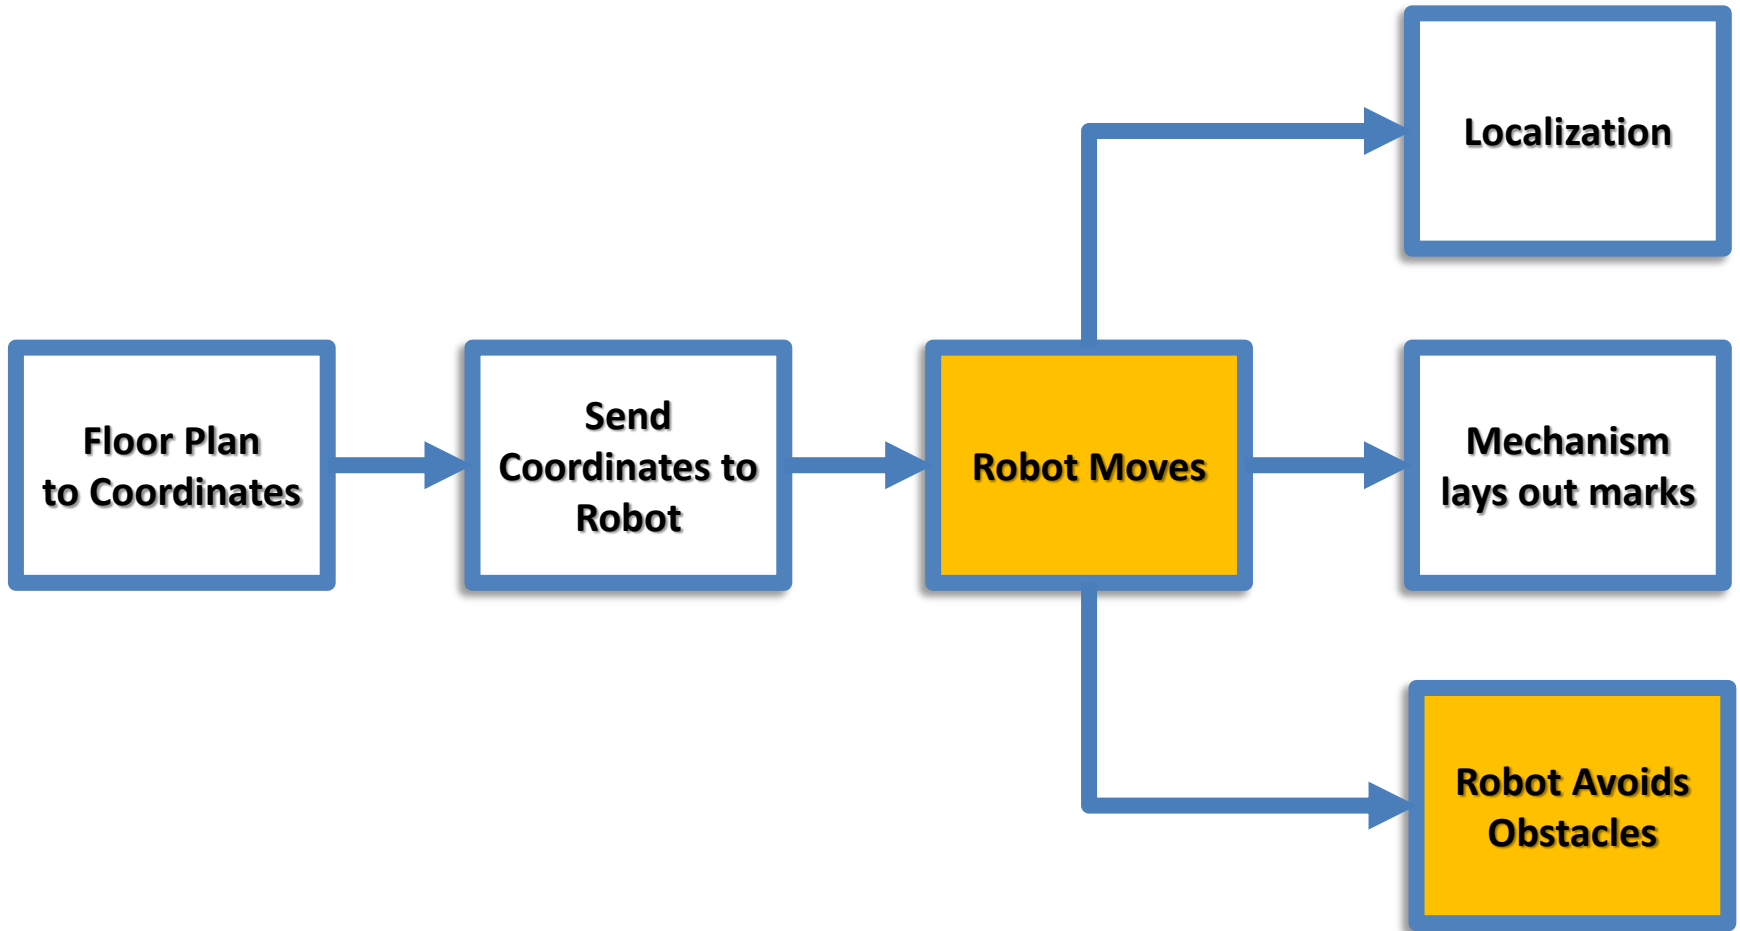 Floor Plan
to Coordinates
Send
Coordinates to
Robot
Robot Moves
Localization
Mechanism
lays out marks
Robot Avoids
Obstacles